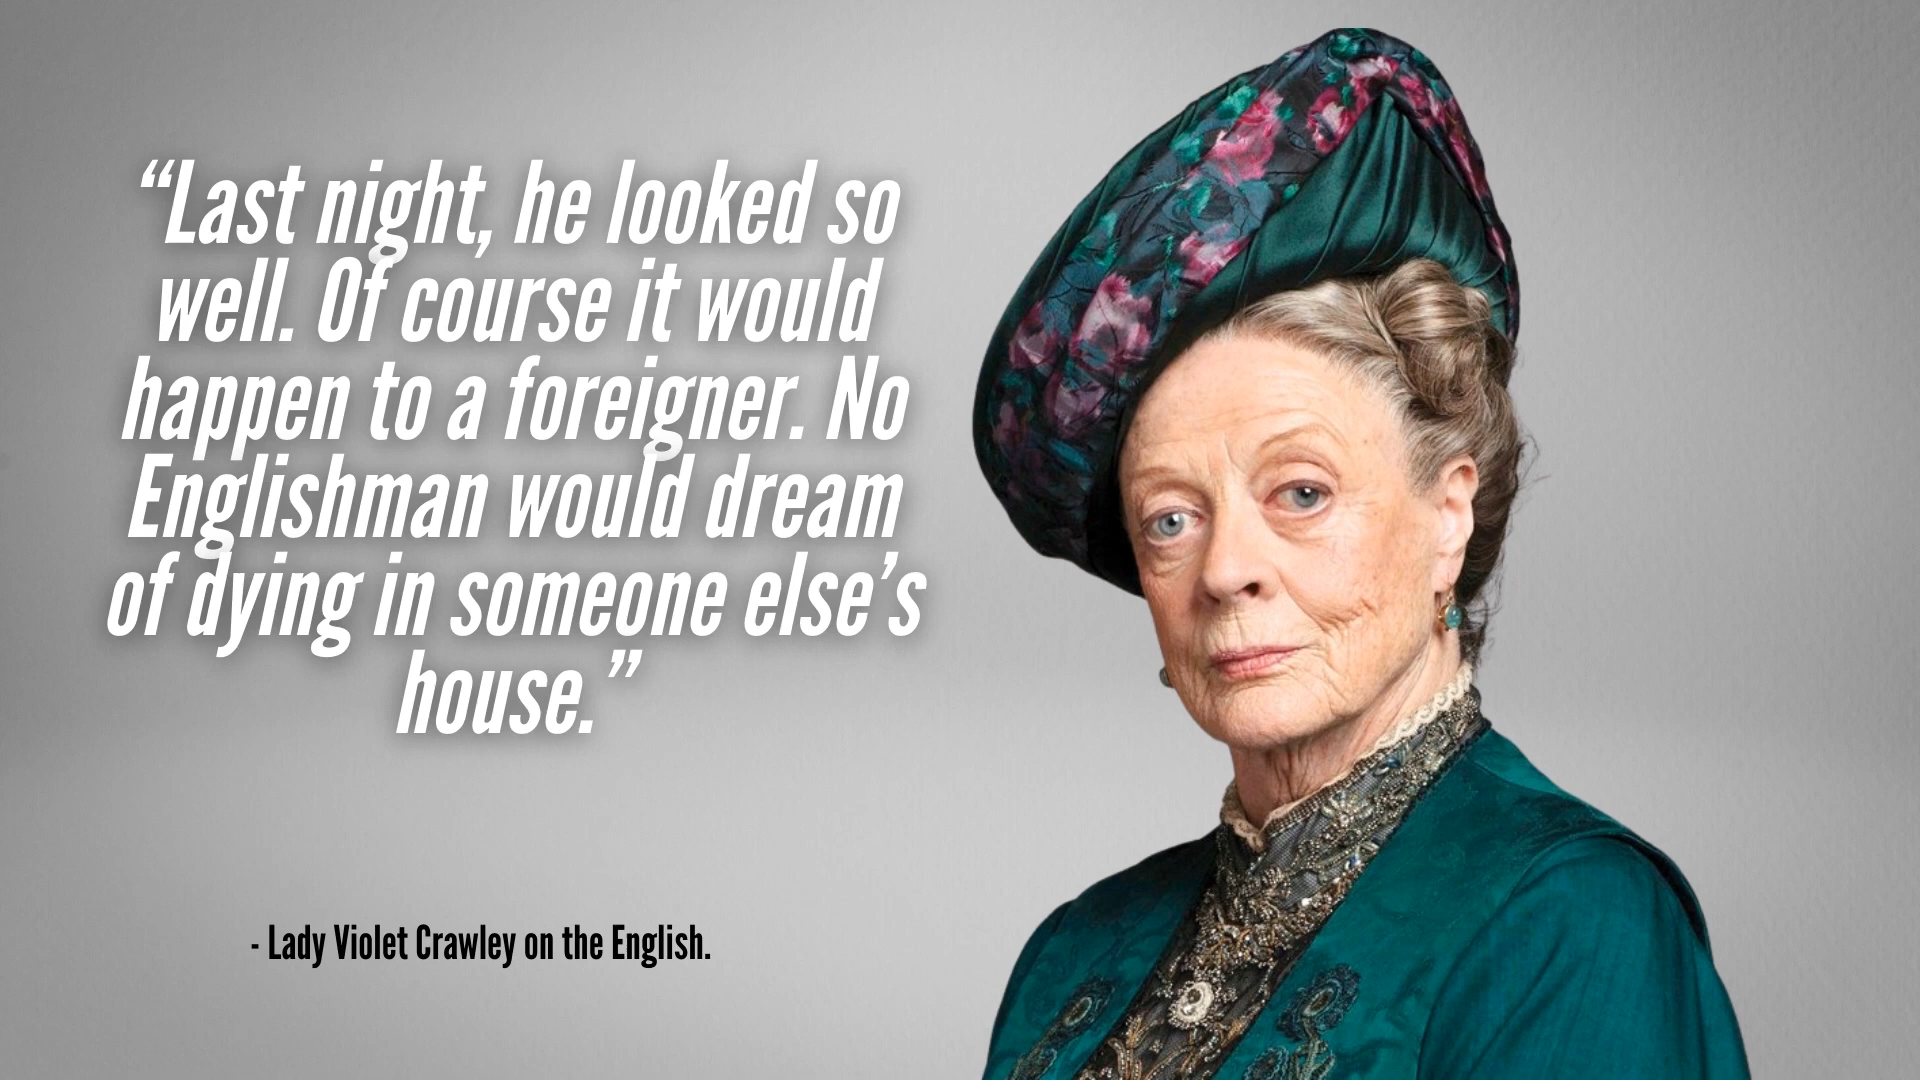 “Last night, he looked so
well. Of course it would
happen to a foreigner. No
Englishman would dream
of dying in someone else’s
house.”
- Lady Violet Crawley on the English.